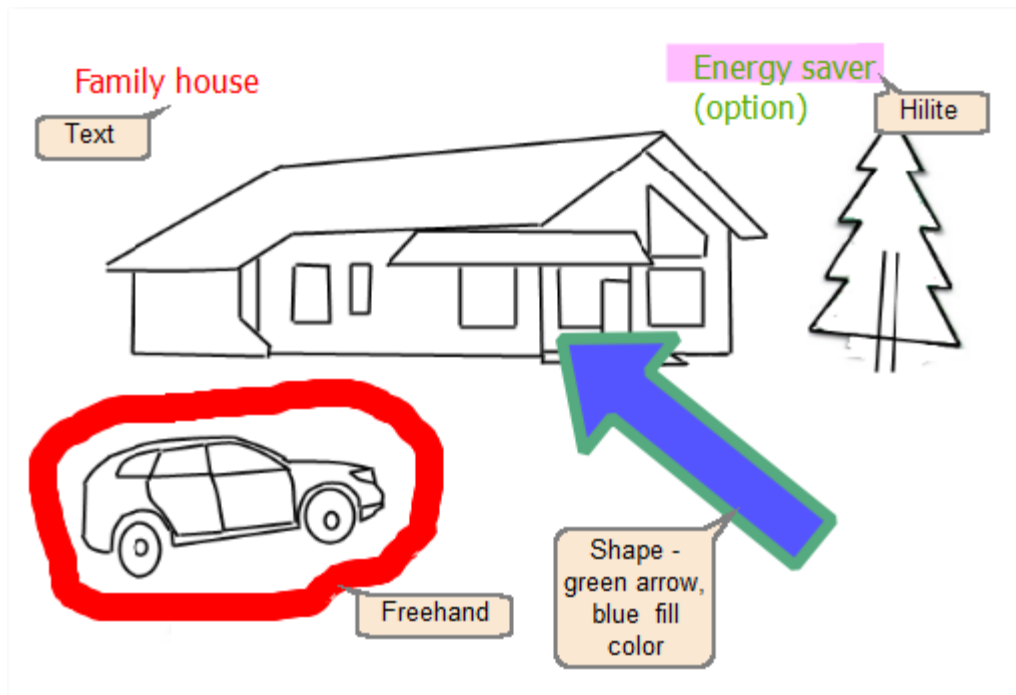 Family house
Text
Energy saver
(option)
Hilite
Shape -
green arrow,
blue fill
color
Freehand